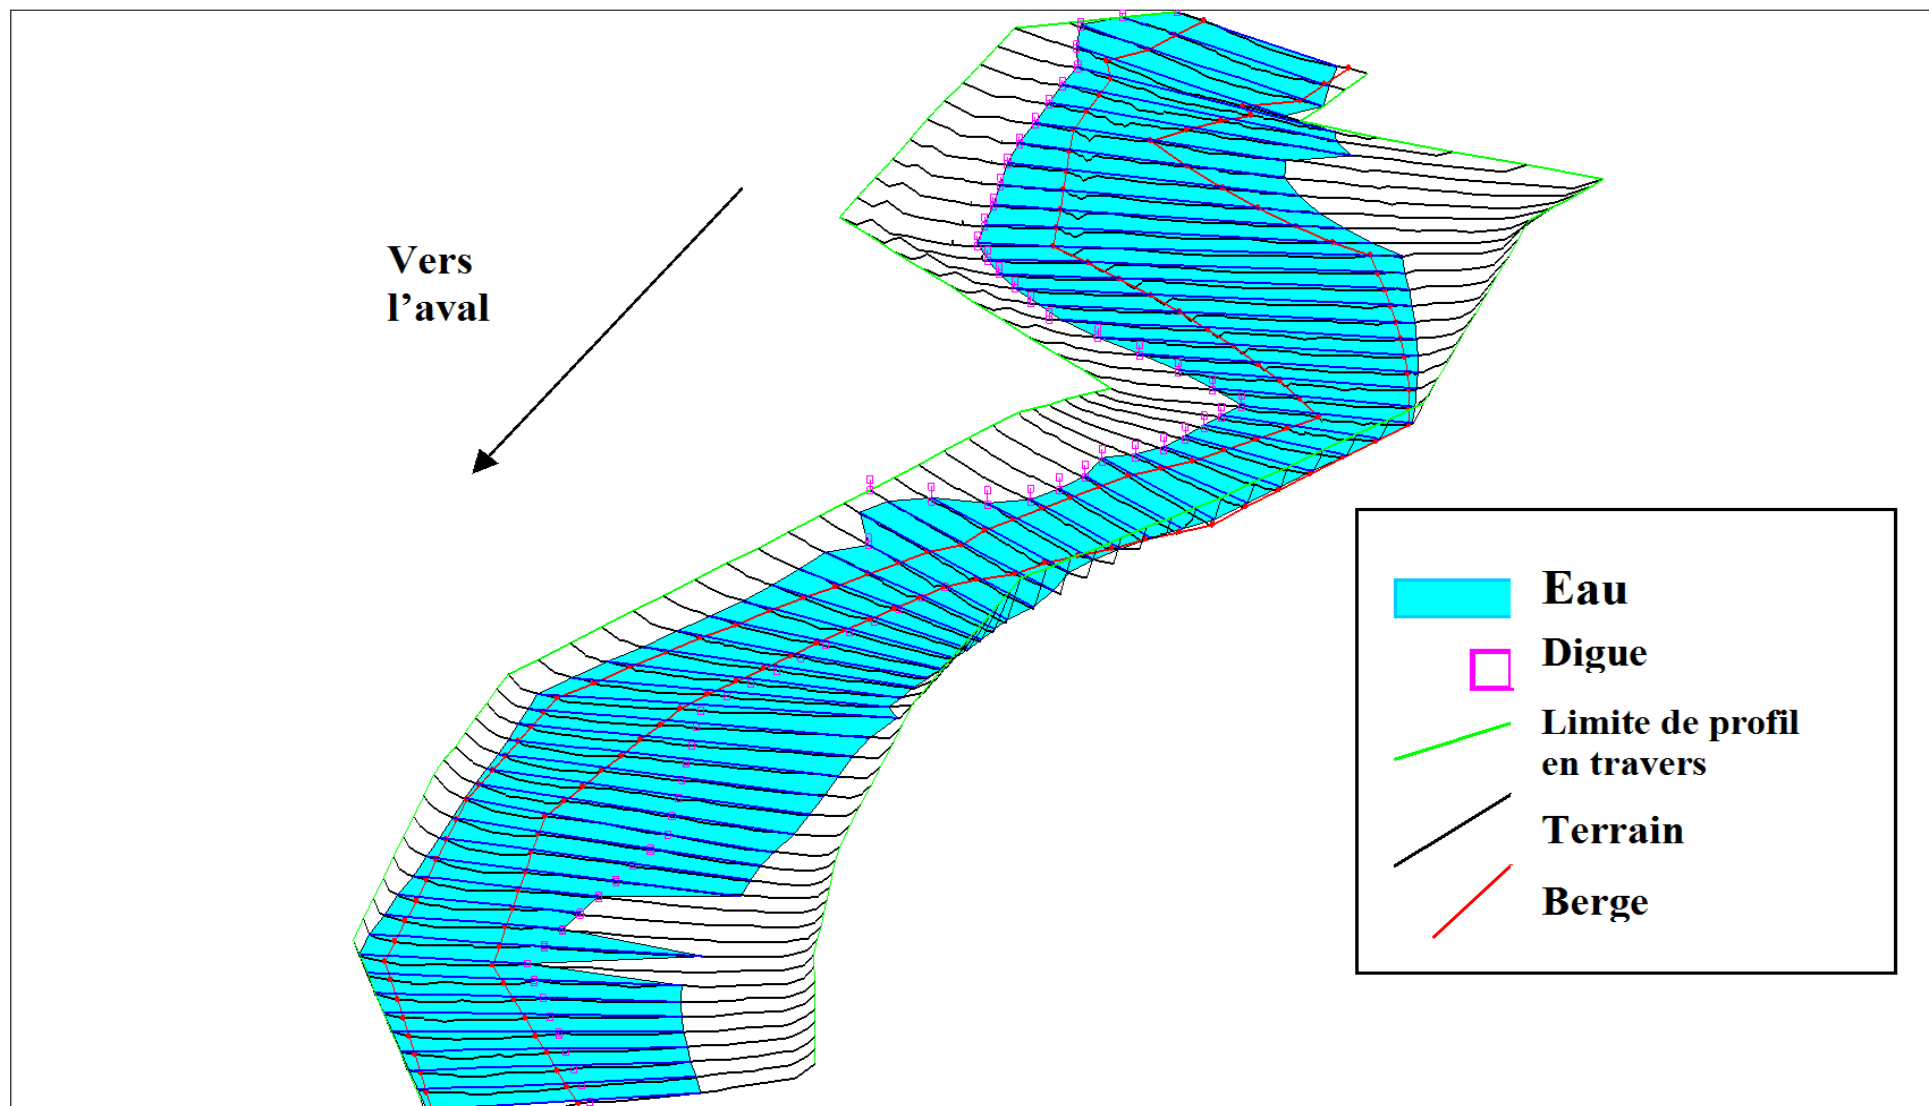 Vers
l’aval
Eau
Digue
Limite de profil
en travers
Terrain
Berge